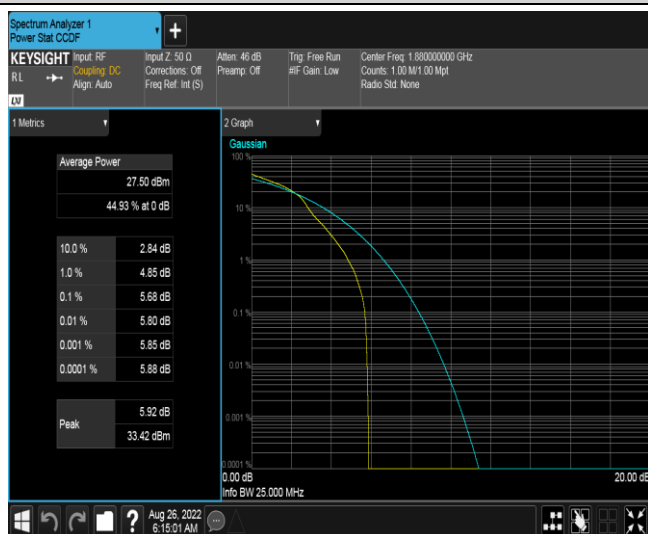 Spectrum Analyzer 1
Power Stat CCDF
+
KEYSIGHT
RL
LXI
Input: RF
Coupling: DC
Align: Auto
Input Z: 50 Ω
Corrections: Off
Freq Ref: Int (S)
Atten: 46 dB
Preamp: Off
Trig: Free Run
#IF Gain: Low
Center Freq: 1.880000000 GHz
Counts: 1.00 M/1.00 Mpt
Radio Std: None
1 Metrics
Average Power
27.50 dBm
44.93 % at 0 dB
10.0 % 2.84 dB
1.0 % 4.85 dB
0.1 % 5.68 dB
0.01 % 5.80 dB
0.001 % 5.85 dB
0.0001 % 5.88 dB
Peak
5.92 dB
33.42 dBm
2 Graph
Gaussian
100 %
10 %
1 %
0.1 %
0.01 %
0.001 %
0.0001 %
0.00 dB 20.00 dB
Info BW 25.000 MHz
?
Aug 26, 2022
6:15:01 AM